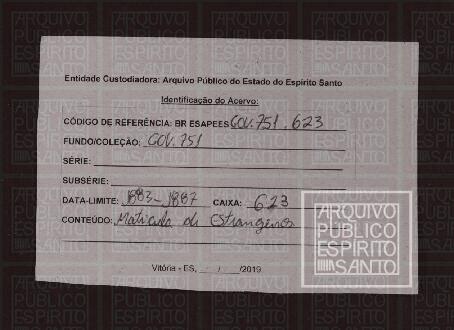 Entidade Custodiadora: Arquivo Público do Estado do Espírito Santo
Identificação do Acervo:
CÓDIGO DE REFERÊNCIA: BR ESAPEES GOV. 751 . 623
FUNDO/COLEÇÃO: GOV. 751
SÉRIE:
SUBSÉRIE:
DATA-LIMITE: 1883-1887 CAIXA: 623
CONTEÚDO: Matricula de estrangeiros
Vitória - ES, / /2019
ARQUIVO
PÚBLICO
ESPÍRITO
SANTO